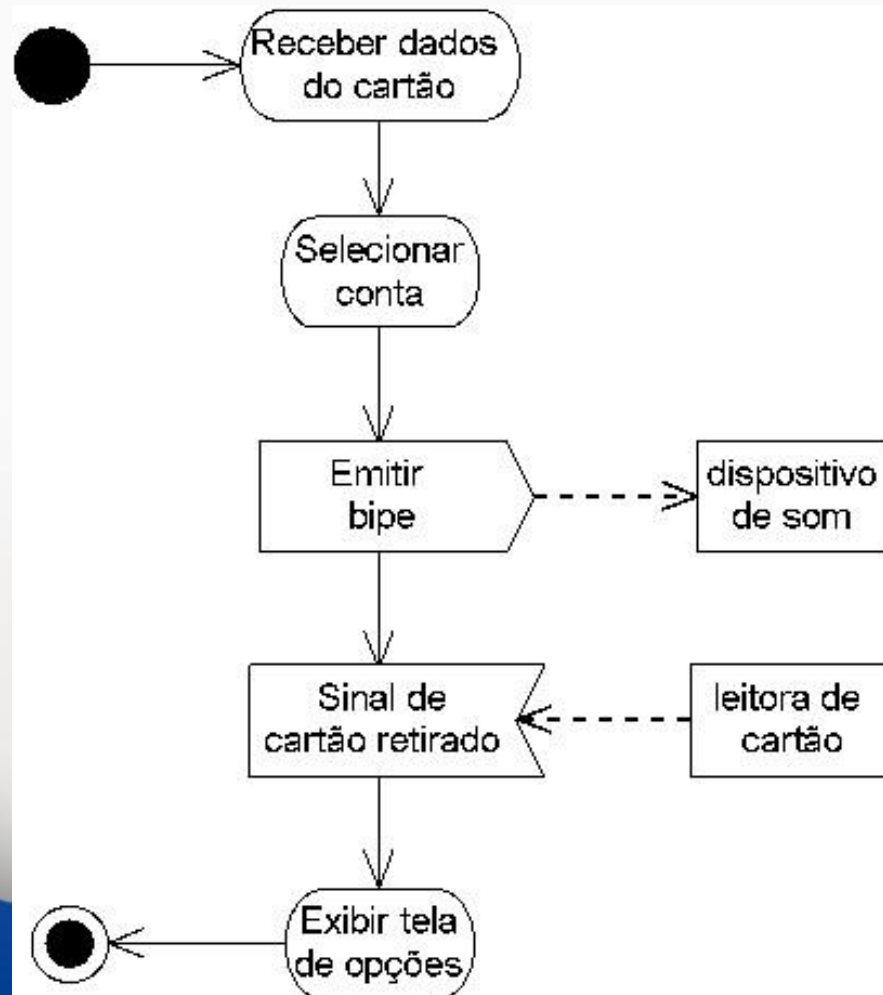 Receber dados
do cartão
Selecionar
conta
Emitir
bipe
dispositivo
de som
Sinal de
cartão retirado
leitora de
cartão
Exibir tela
de opções